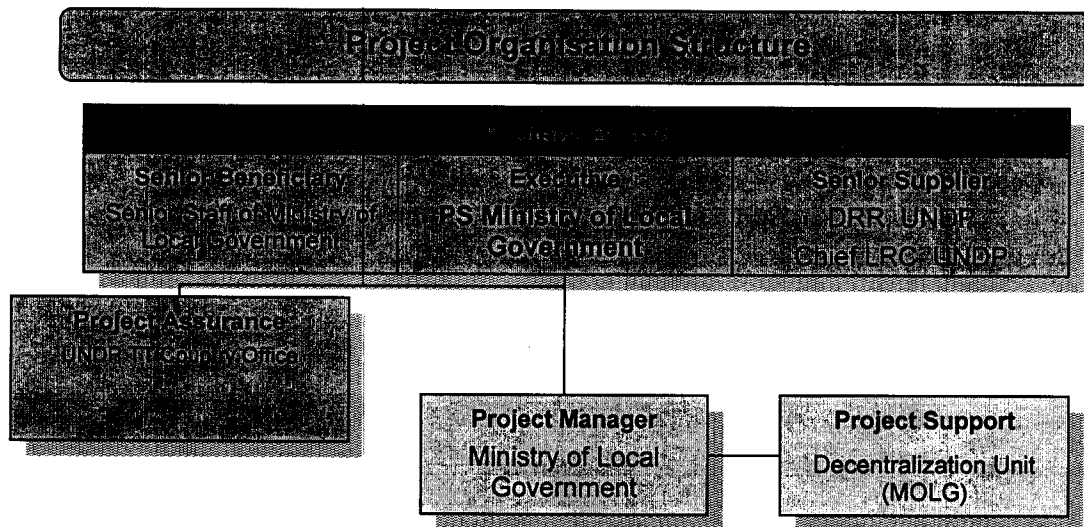 Project Organisation Structure
Senior Beneficiary
Senior Staff of Ministry of
Local Government
Executive
PS Ministry of Local
Government
Senior Supplier
DRR, UNDP
Chief LRC, UNDP
Project Assurance
UNDP TT Country Office
Project Manager
Ministry of Local
Government
Project Support
Decentralization Unit
(MOLG)